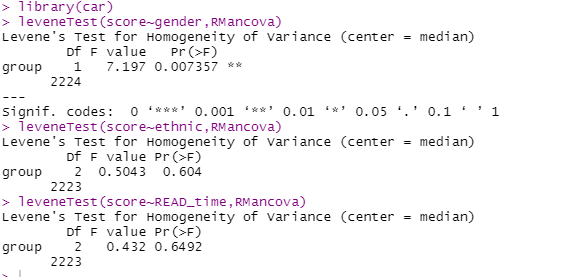 > library(car)
> leveneTest(score~gender,RMancova)
Levene's Test for Homogeneity of Variance (center = median)
Df F value Pr(>F)
group 1 7.197 0.007357 **
2224
---
Signif. codes: 0 ‘***’ 0.001 ‘**’ 0.01 ‘*’ 0.05 ‘.’ 0.1 ‘ ’ 1
> leveneTest(score~ethnic,RMancova)
Levene's Test for Homogeneity of Variance (center = median)
Df F value Pr(>F)
group 2 0.5043 0.604
2223
> leveneTest(score~READ_time,RMancova)
Levene's Test for Homogeneity of Variance (center = median)
Df F value Pr(>F)
group 2 0.432 0.6492
2223
>